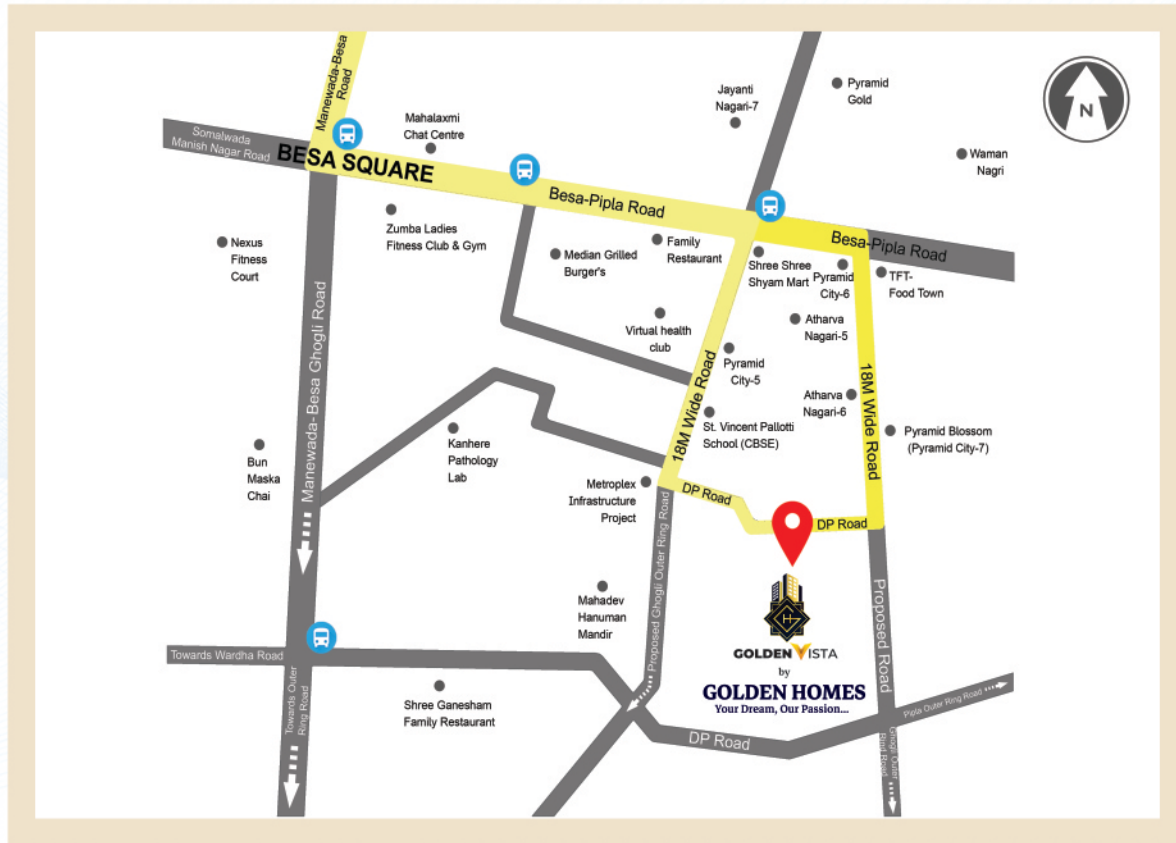 Manewada-Besa
Road
Somalwada
Manish Nagar Road
BESA SQUARE
Mahalaxmi
Chat Centre
Jayanti
Nagari-7
Pyramid
Gold
N
Waman
Nagri
Besa-Pipla Road
Besa-Pipla Road
Nexus
Fitness
Court
Zumba Ladies
Fitness Club & Gym
Median Grilled
Burger's
Family
Restaurant
Shree Shree
Shyam Mart
Pyramid
City-6
TFT-
Food Town
Virtual health
club
Atharva
Nagari-5
Pyramid
City-5
18M Wide Road
18M Wide Road
Atharva
Nagari-6
St. Vincent Pallotti
School (CBSE)
Pyramid Blossom
(Pyramid City-7)
Manewada-Besa Ghogli Road
Bun
Maska
Chai
Kanhere
Pathology
Lab
Metroplex
Infrastructure
Project
DP Road
DP Road
Proposed Ghogli Outer Ring Road
Proposed Road
Mahadev
Hanuman
Mandir
GH
GOLDEN VISTA
by
GOLDEN HOMES
Your Dream, Our Passion...
Towards Wardha Road
Towards Outer
Ring Road
Shree Ganesham
Family Restaurant
DP Road
Pipla Outer Ring Road
Ghogli Outer
Ring Road